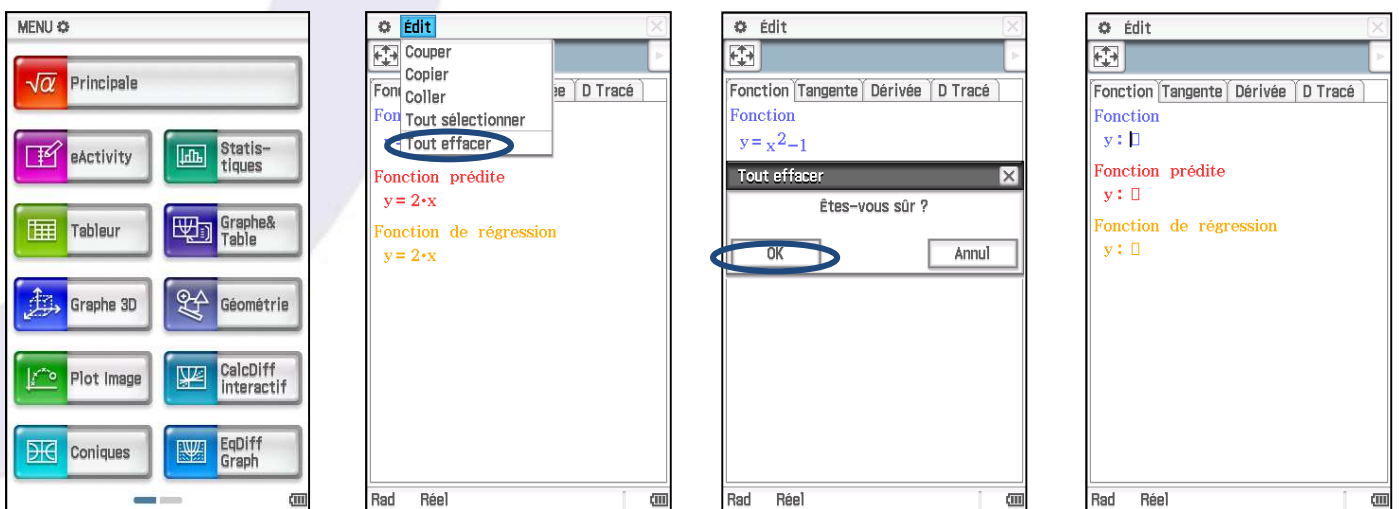 MENU
√α Principale
eActivity
Statis-
tiques
Tableur
Graphe&
Table
Graphe 3D
Géométrie
Plot Image
CalcDiff
interactif
Coniques
EqDiff
Graph
Édit
Couper
Copier
Coller
Tout sélectionner
Tout effacer
D Tracé
Fonction prédite
y=2·x
Fonction de régression
y=2·x
Rad Réel
Édit
Fonction Tangente Dérivée D Tracé
Fonction
y=x²-1
Tout effacer
Êtes-vous sûr ?
OK Annul
Rad Réel
Édit
Fonction Tangente Dérivée D Tracé
Fonction
y:
Fonction prédite
y:
Fonction de régression
y:
Rad Réel